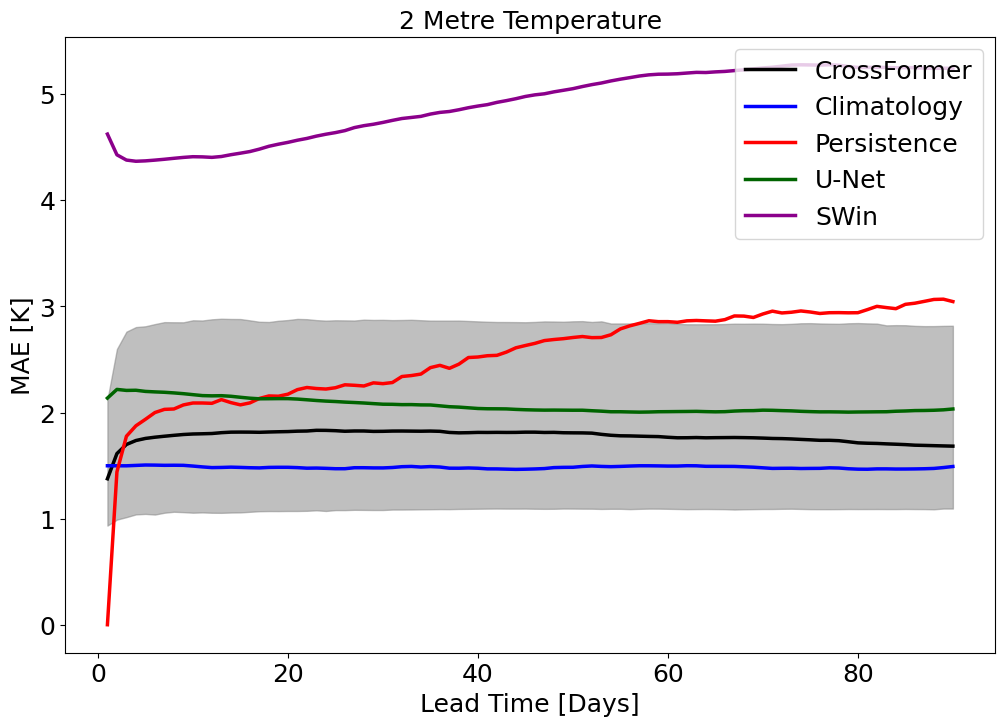 2 Metre Temperature
CrossFormer
Climatology
Persistence
U-Net
SWin
MAE [K]
5
4
3
2
1
0
0 20 40 60 80
Lead Time [Days]